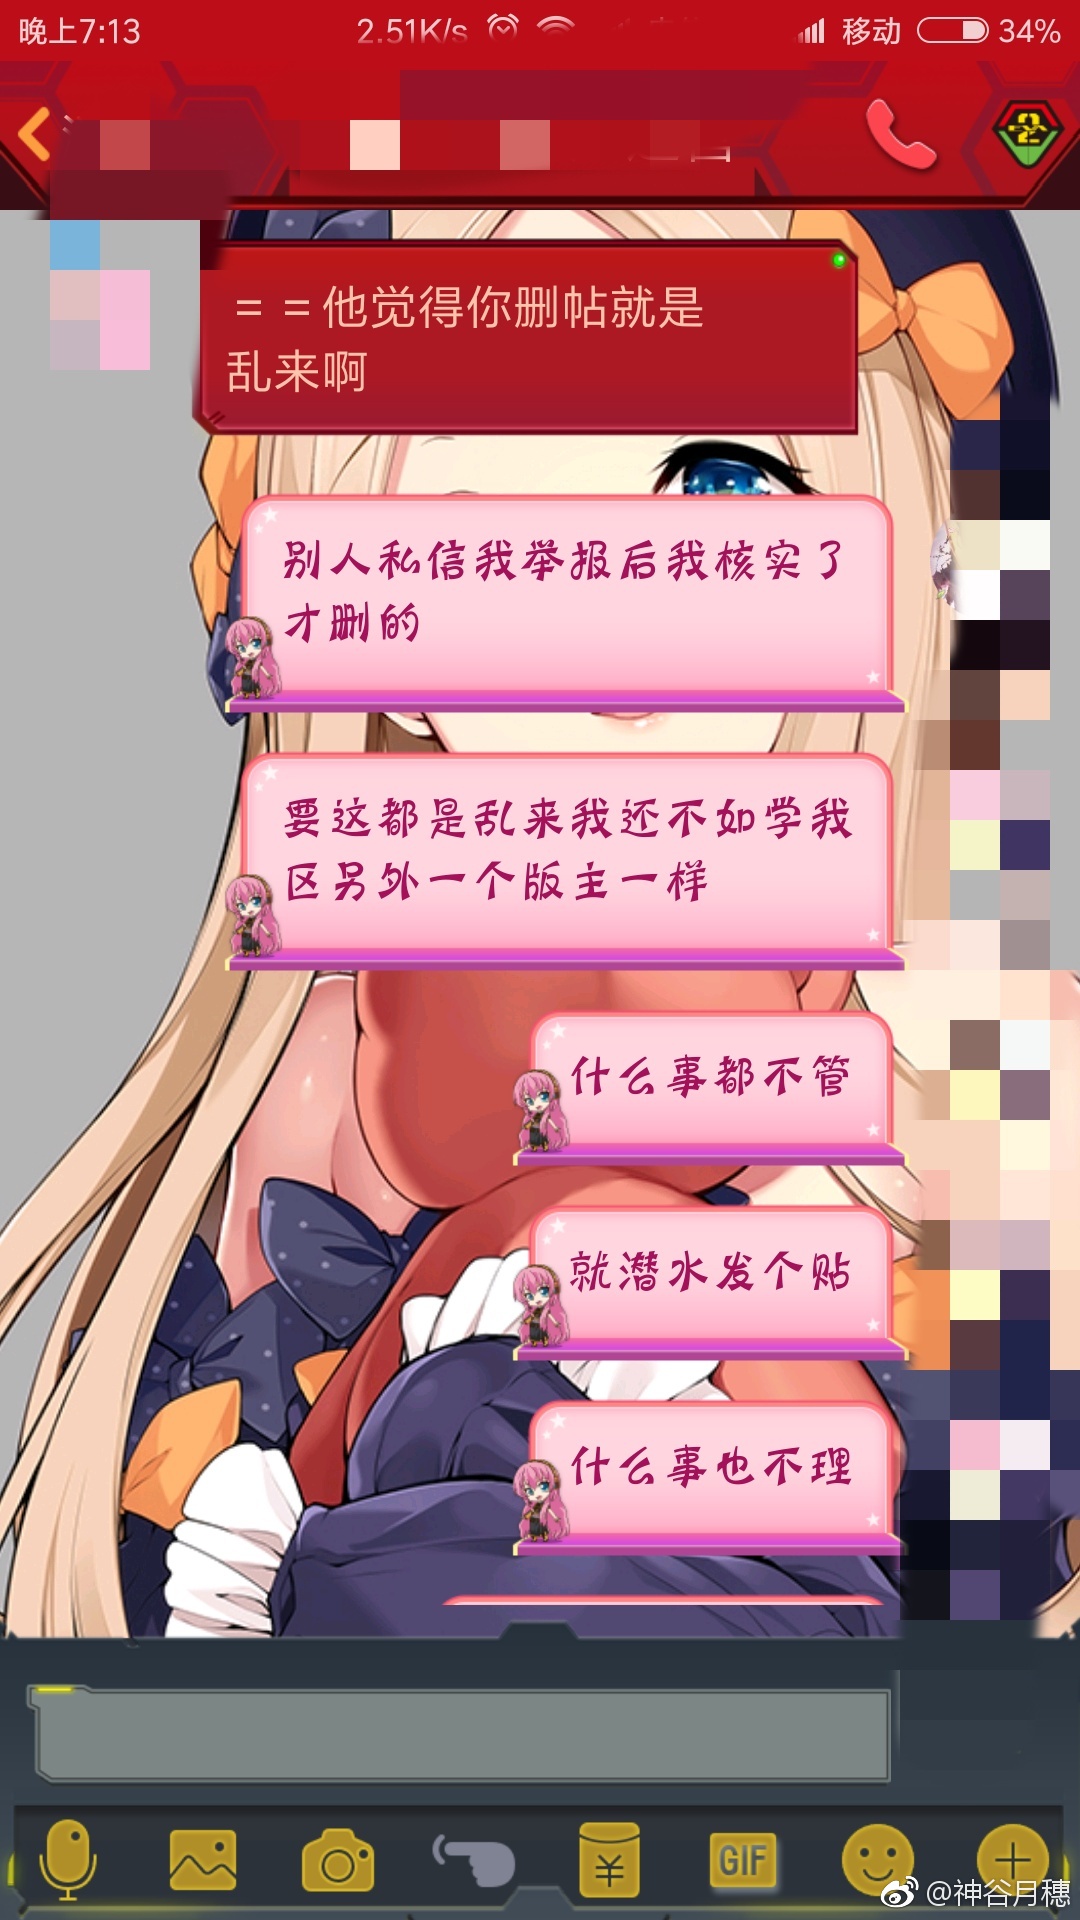 晚上7:13 2.51K/s 移动 34%
= =他觉得你删帖就是
乱来啊
别人私信我举报后我核实了
才删的
要这都是乱来我还不如学我
区另外一个版主一样
什么事都不管
就潜水发个贴
什么事也不理
GIF
@神谷月穗